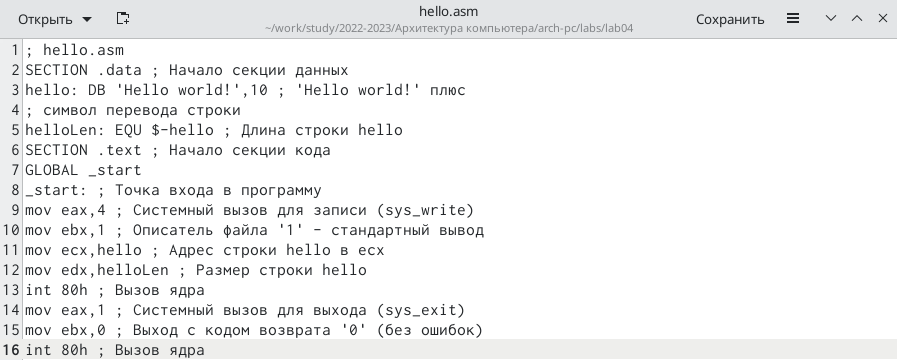 Открыть
hello.asm
~/work/study/2022-2023/Архитектура компьютера/arch-pc/labs/lab04
Сохранить
1 ; hello.asm
2 SECTION .data ; Начало секции данных
3 hello: DB 'Hello world!',10 ; 'Hello world!' плюс
4 ; символ перевода строки
5 helloLen: EQU $-hello ; Длина строки hello
6 SECTION .text ; Начало секции кода
7 GLOBAL _start
8 _start: ; Точка входа в программу
9 mov eax,4 ; Системный вызов для записи (sys_write)
10 mov ebx,1 ; Описатель файла '1' - стандартный вывод
11 mov ecx,hello ; Адрес строки hello в ecx
12 mov edx,helloLen ; Размер строки hello
13 int 80h ; Вызов ядра
14 mov eax,1 ; Системный вызов для выхода (sys_exit)
15 mov ebx,0 ; Выход с кодом возврата '0' (без ошибок)
16 int 80h ; Вызов ядра